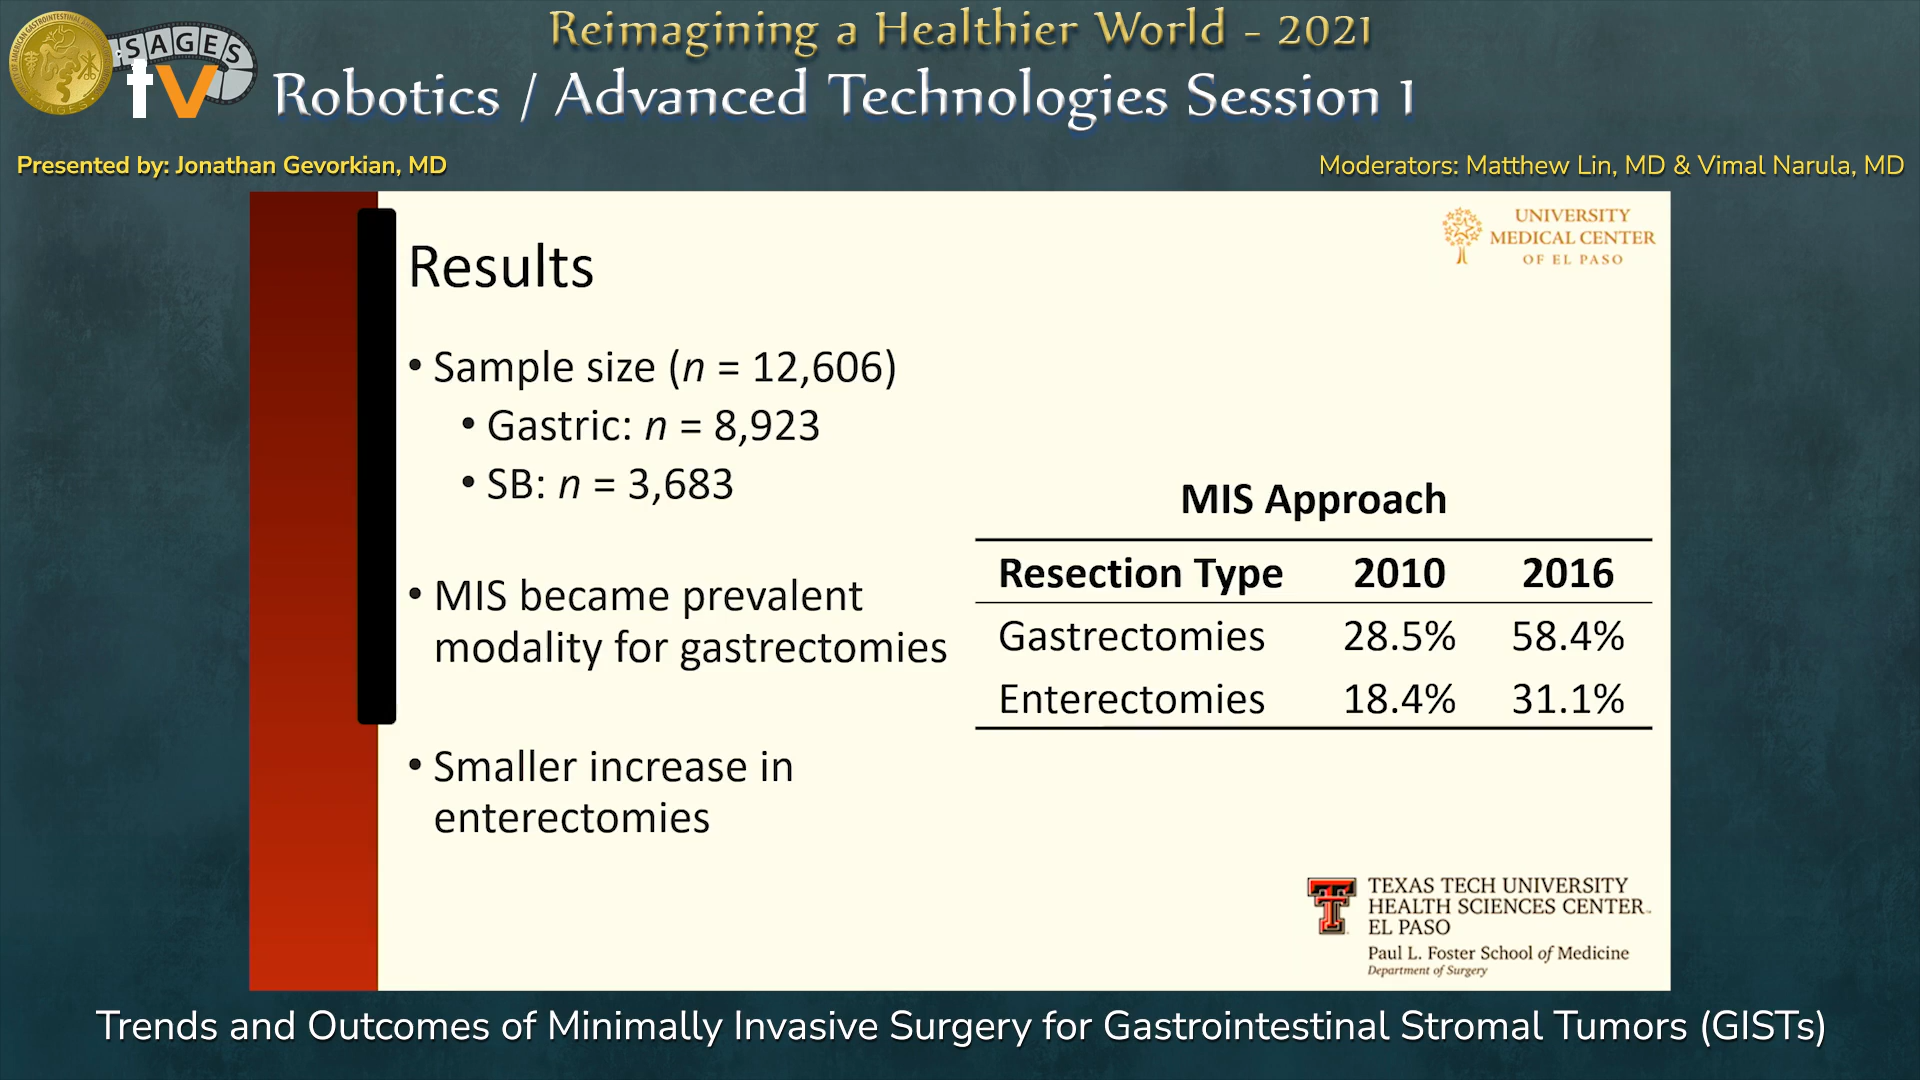 Reimagining a Healthier World - 2021
SAGES
tv
Robotics / Advanced Technologies Session 1
Presented by: Jonathan Gevorkian, MD
Moderators: Matthew Lin, MD & Vimal Narula, MD
UNIVERSITY
MEDICAL CENTER
OF EL PASO
Results
• Sample size (n = 12,606)
• Gastric: n = 8,923
• SB: n = 3,683
• MIS became prevalent
modality for gastrectomies
• Smaller increase in
enterectomies
MIS Approach
Resection Type 2010 2016
Gastrectomies 28.5% 58.4%
Enterectomies 18.4% 31.1%
TEXAS TECH UNIVERSITY
HEALTH SCIENCES CENTER
EL PASO
Paul L. Foster School of Medicine
Department of Surgery
Trends and Outcomes of Minimally Invasive Surgery for Gastrointestinal Stromal Tumors (GISTs)